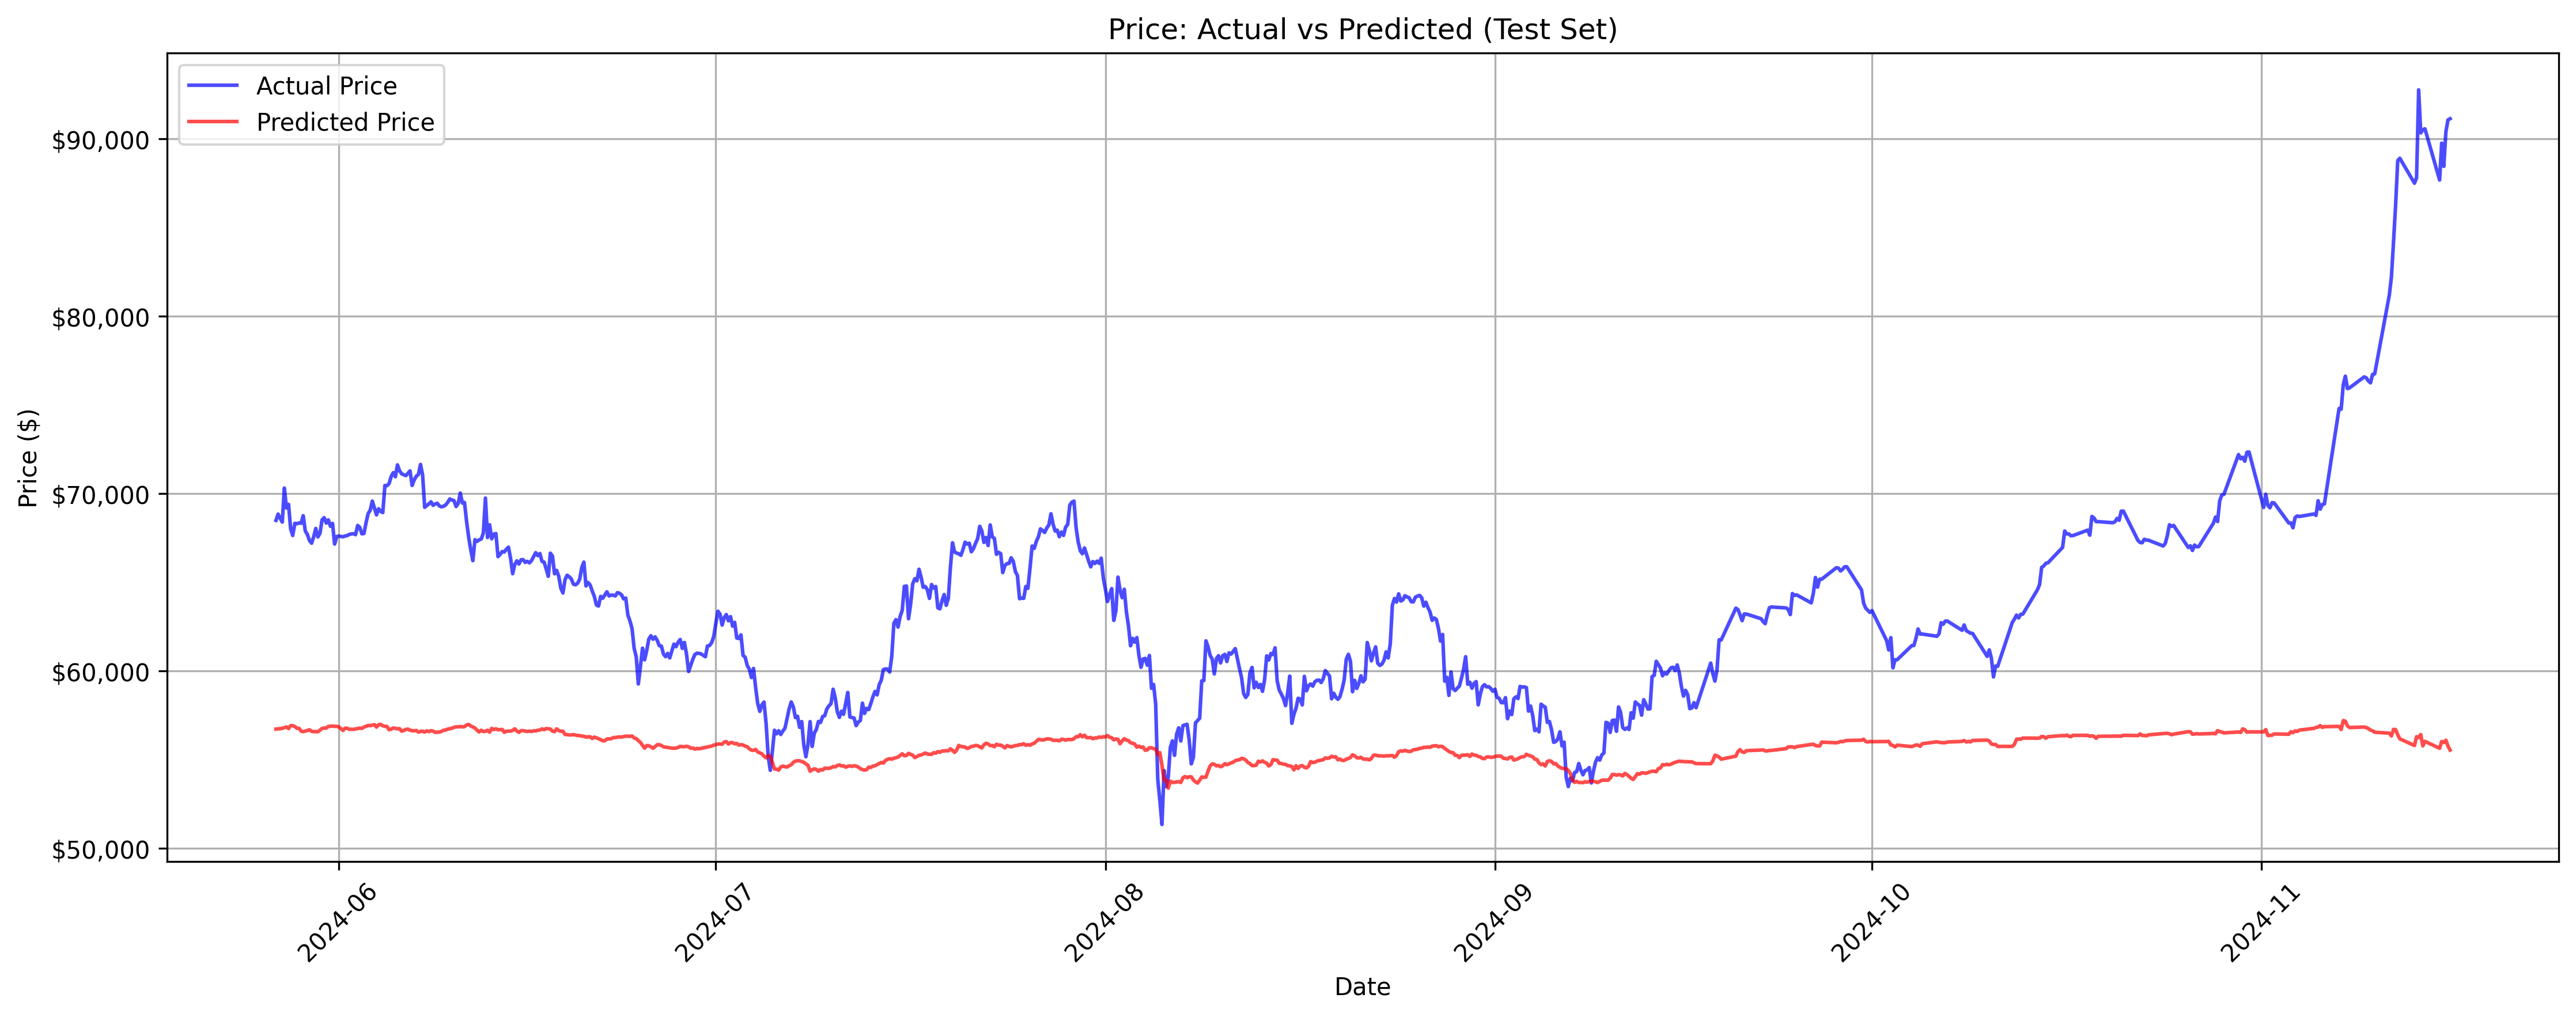 Price: Actual vs Predicted (Test Set)
Actual Price
Predicted Price
$90,000
$80,000
$70,000
$60,000
$50,000
Price ($)
2024-06
2024-07
2024-08
2024-09
2024-10
2024-11
Date